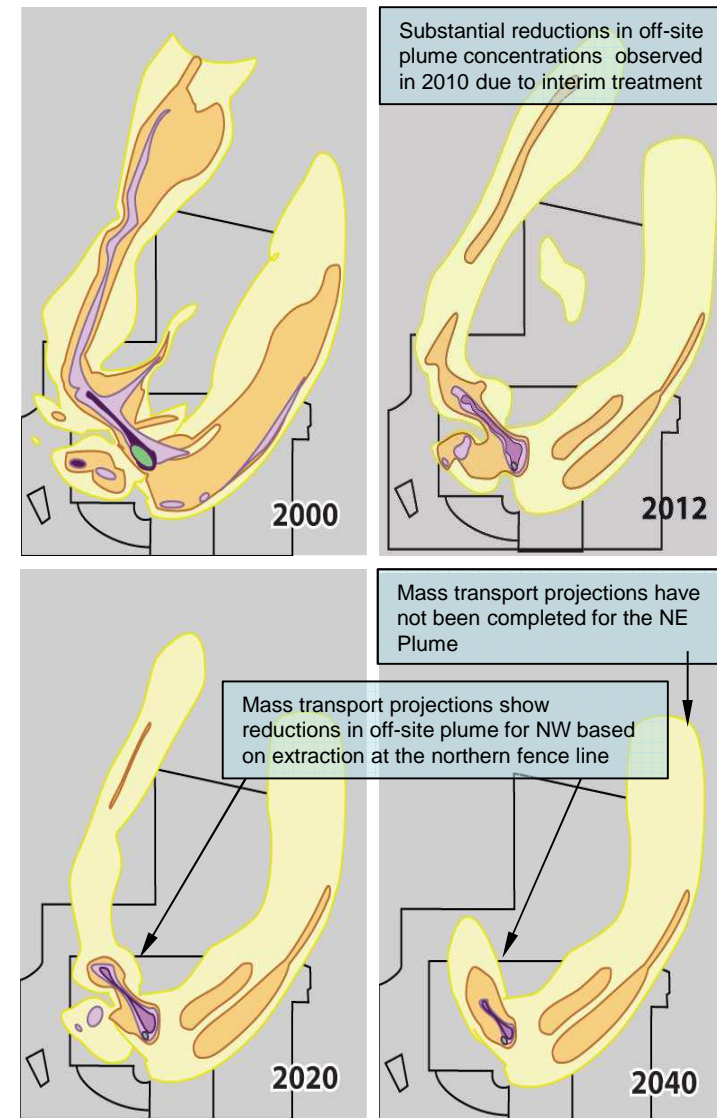 Substantial reductions in off-site
plume concentrations observed
in 2010 due to interim treatment
2000
2012
Mass transport projections have
not been completed for the NE
Plume
Mass transport projections show
reductions in off-site plume for NW based
on extraction at the northern fence line
2020
2040